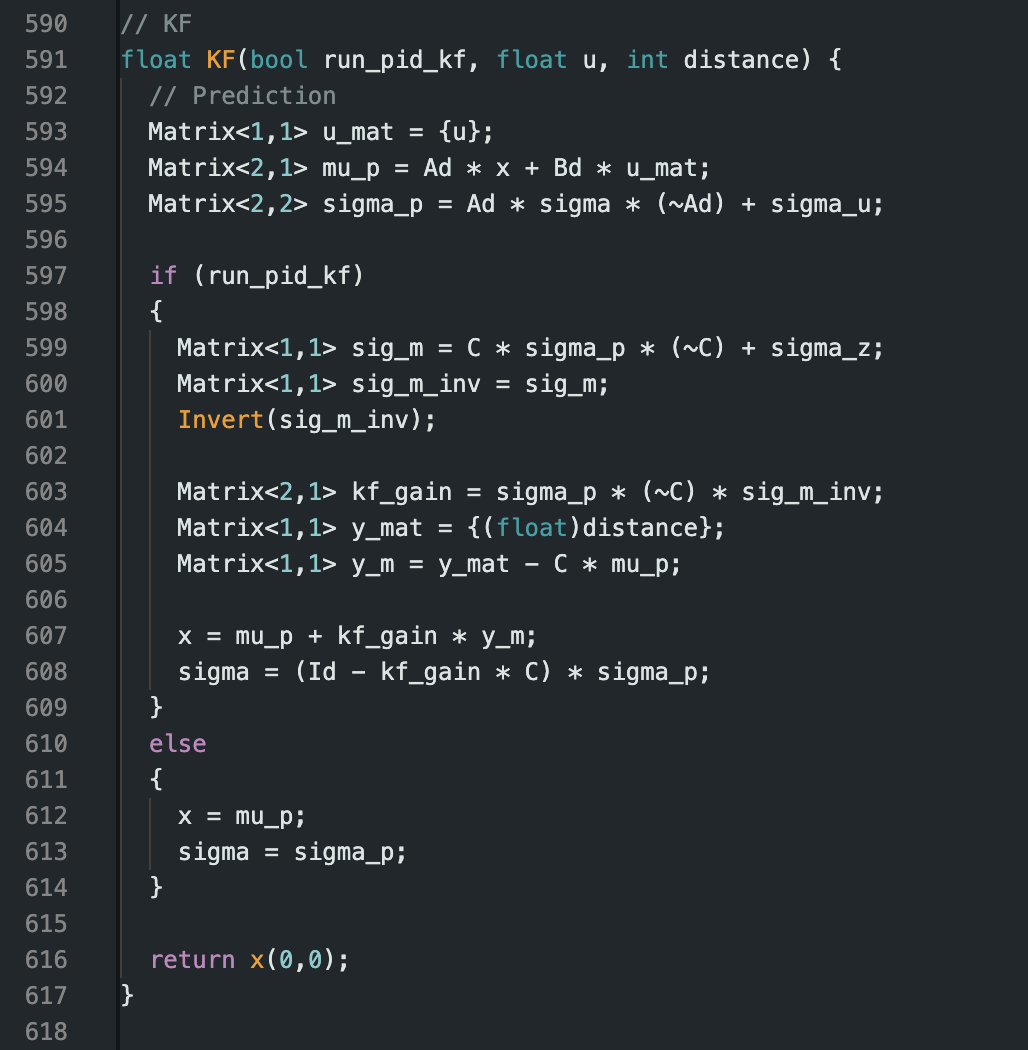 590 // KF
591 float KF(bool run_pid_kf, float u, int distance) {
592   // Prediction
593   Matrix<1,1> u_mat = {u};
594   Matrix<2,1> mu_p = Ad * x + Bd * u_mat;
595   Matrix<2,2> sigma_p = Ad * sigma * (~Ad) + sigma_u;
596
597   if (run_pid_kf)
598   {
599     Matrix<1,1> sig_m = C * sigma_p * (~C) + sigma_z;
600     Matrix<1,1> sig_m_inv = sig_m;
601     Invert(sig_m_inv);
602
603     Matrix<2,1> kf_gain = sigma_p * (~C) * sig_m_inv;
604     Matrix<1,1> y_mat = {(float)distance};
605     Matrix<1,1> y_m = y_mat - C * mu_p;
606
607     x = mu_p + kf_gain * y_m;
608     sigma = (Id - kf_gain * C) * sigma_p;
609   }
610   else
611   {
612     x = mu_p;
613     sigma = sigma_p;
614   }
615
616   return x(0,0);
617 }
618